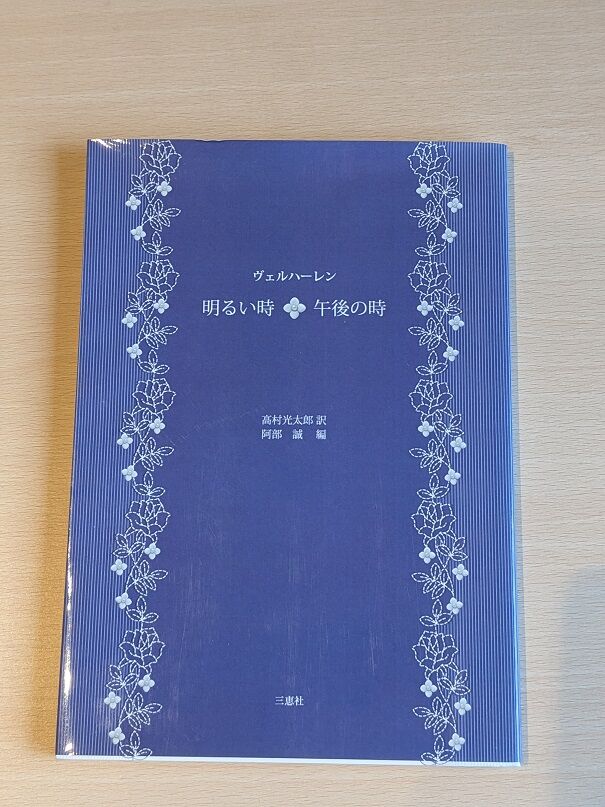 ヴェルハーレン
明るい時 午後の時
高村光太郎 訳
阿部 誠 編
三恵社